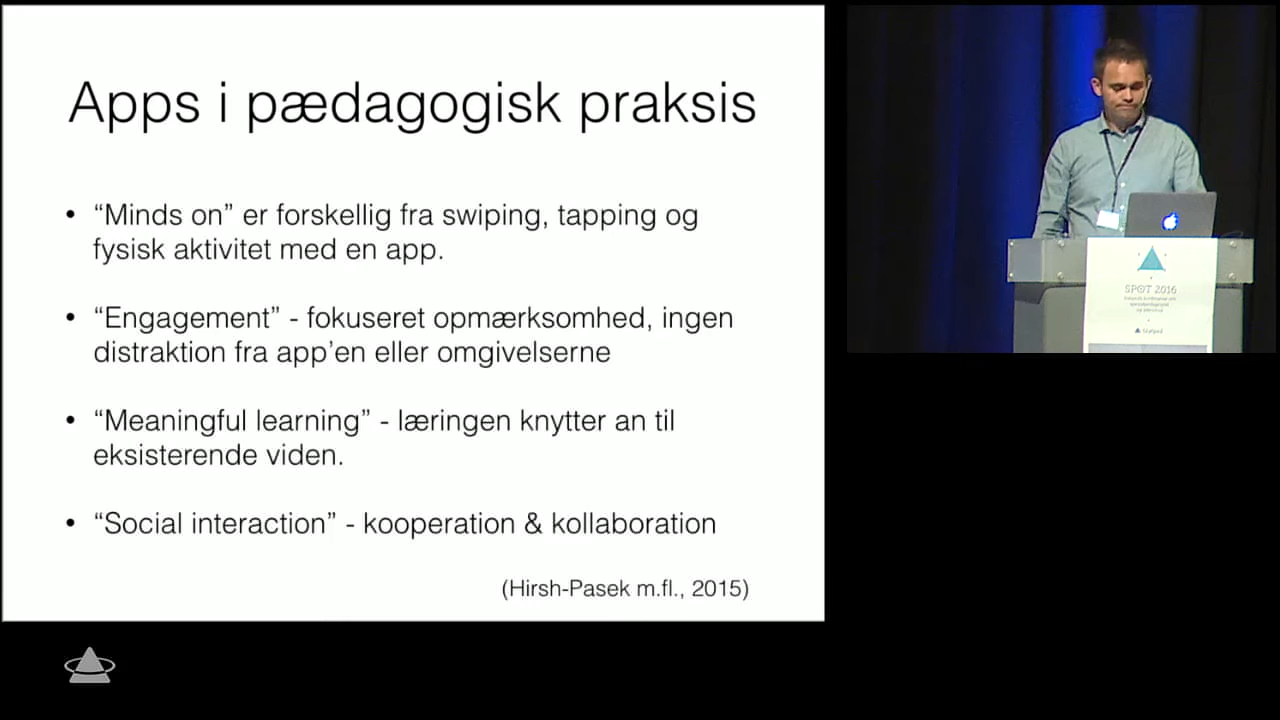 Apps i pædagogisk praksis
• “Minds on” er forskellig fra swiping, tapping og
fysisk aktivitet med en app.
• “Engagement” - fokuseret opmærksomhed, ingen
distraktion fra app’en eller omgivelserne
• “Meaningful learning” - læringen knytter an til
eksisterende viden.
• “Social interaction” - kooperation & kollaboration
(Hirsh-Pasek m.fl., 2015)
SPOT 2016